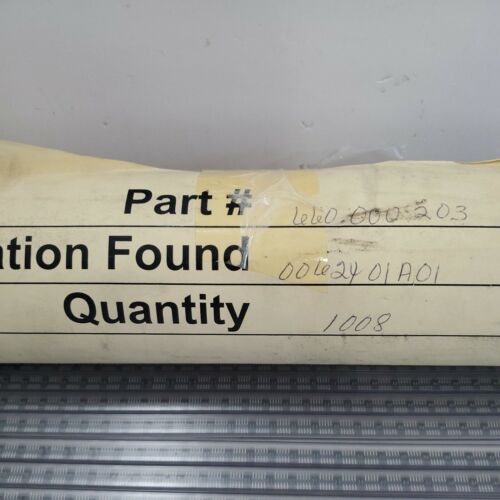 Part # 660-000-203
ation Found 0062401A01
Quantity 1008